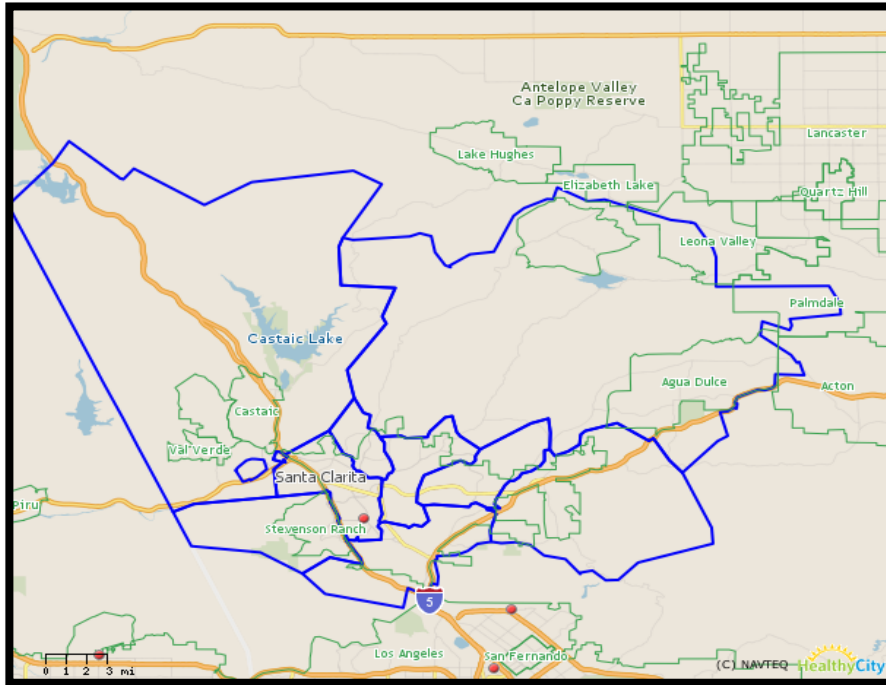 Antelope Valley
Ca Poppy Reserve
Lancaster
Lake Hughes
Elizabeth Lake
Quartz Hill
Leona Valley
Palmdale
Castaic Lake
Agua Dulce
Acton
Castaic
Val Verde
Santa Clarita
Piru
Stevenson Ranch
5
Los Angeles
San Fernando
0 1 2 3 mi
(C) NAVTEQ
HealthyCity